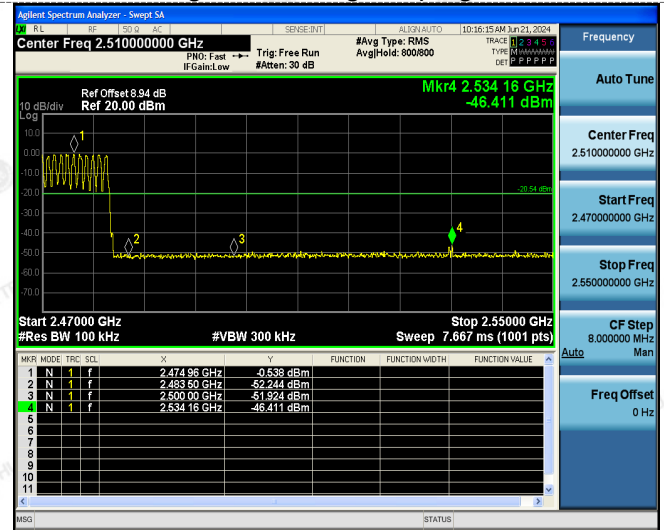 Agilent Spectrum Analyzer - Swept SA
LXI RL RF 50 Ω AC SENSE:INT ALIGN AUTO 10:16:15 AM Jun 21, 2024
Center Freq 2.510000000 GHz
PNO: Fast
IFGain:Low
Trig: Free Run
#Atten: 30 dB
#Avg Type: RMS
Avg|Hold: 800/800
TRACE 1 2 3 4 5 6
TYPE M WWWWW
DET P P P P P P
Ref Offset 8.94 dB
10 dB/div Ref 20.00 dBm
Log
Mkr4 2.534 16 GHz
-46.411 dBm
10.0
0.00
-10.0
-20.0
-30.0
-40.0
-50.0
-60.0
-70.0
1
2
3
4
-20.54 dBm
Start 2.47000 GHz Stop 2.55000 GHz
#Res BW 100 kHz #VBW 300 kHz Sweep 7.667 ms (1001 pts)
MKR MODE TRC SCL X Y FUNCTION FUNCTION WIDTH FUNCTION VALUE
1 N 1 f 2.474 96 GHz -0.538 dBm
2 N 1 f 2.483 50 GHz -52.244 dBm
3 N 1 f 2.500 00 GHz -51.924 dBm
4 N 1 f 2.534 16 GHz -46.411 dBm
5
6
7
8
9
10
11
MSG STATUS
Frequency
Auto Tune
Center Freq
2.510000000 GHz
Start Freq
2.470000000 GHz
Stop Freq
2.550000000 GHz
CF Step
8.000000 MHz
Auto Man
Freq Offset
0 Hz